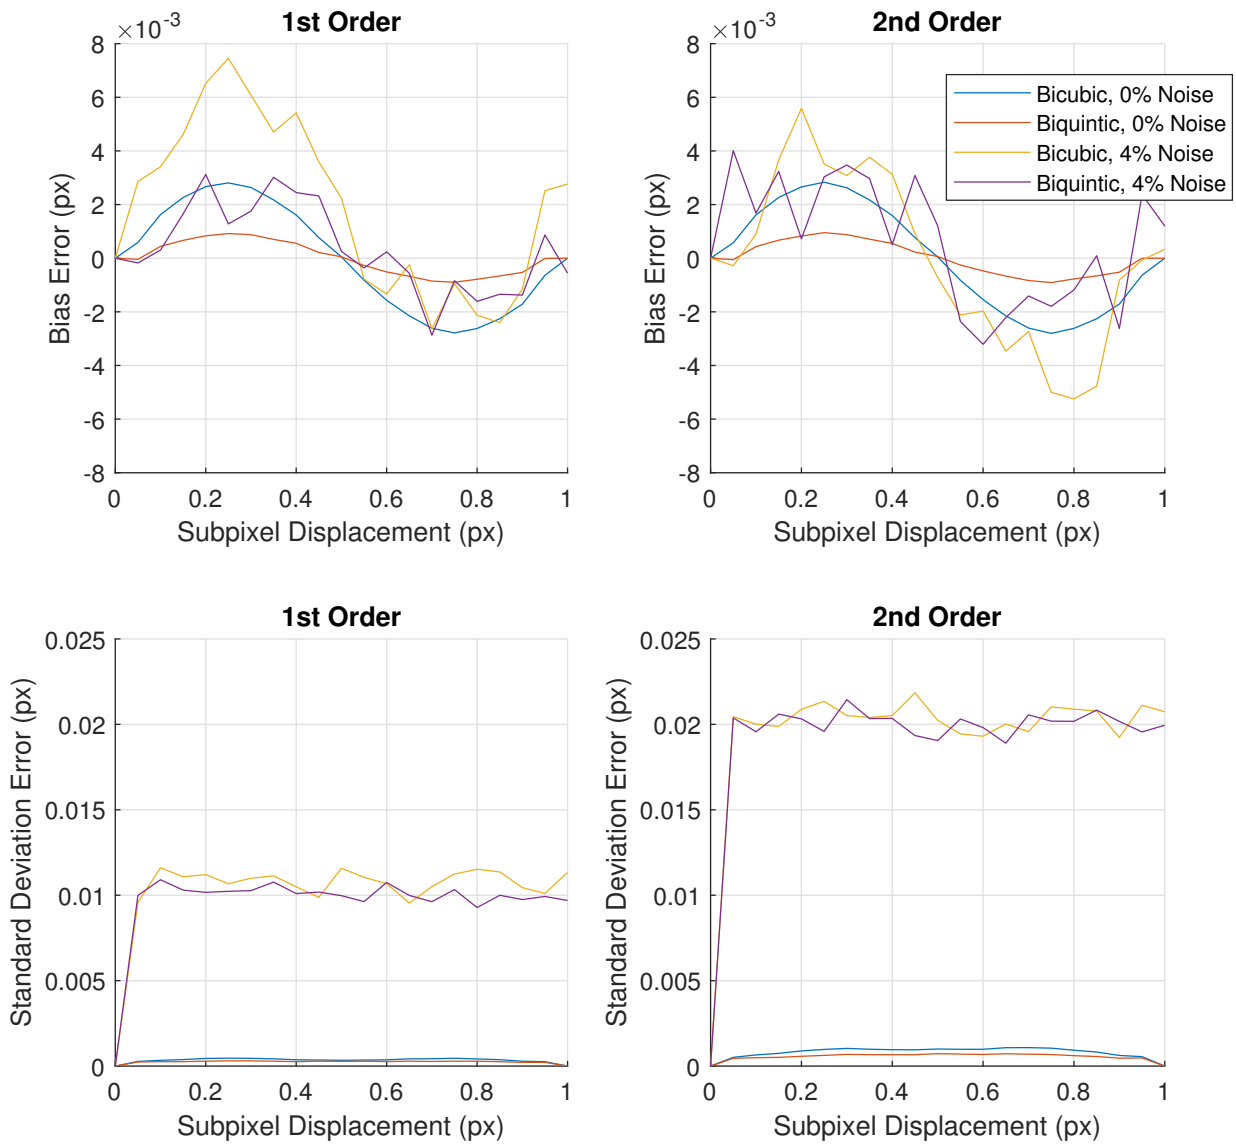 1st Order
×10⁻³
8
6
4
2
0
-2
-4
-6
-8
Bias Error (px)
0 0.2 0.4 0.6 0.8 1
Subpixel Displacement (px)
2nd Order
×10⁻³
8
6
4
2
0
-2
-4
-6
-8
Bias Error (px)
0 0.2 0.4 0.6 0.8 1
Subpixel Displacement (px)
Bicubic, 0% Noise
Biquintic, 0% Noise
Bicubic, 4% Noise
Biquintic, 4% Noise
1st Order
0.025
0.02
0.015
0.01
0.005
0
Standard Deviation Error (px)
0 0.2 0.4 0.6 0.8 1
Subpixel Displacement (px)
2nd Order
0.025
0.02
0.015
0.01
0.005
0
Standard Deviation Error (px)
0 0.2 0.4 0.6 0.8 1
Subpixel Displacement (px)